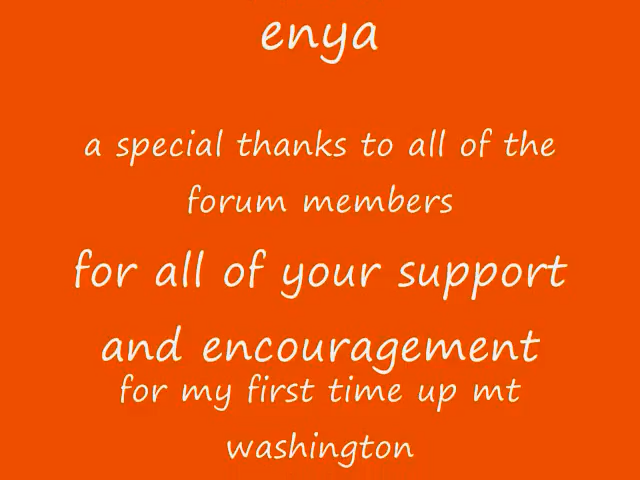 enya
a special thanks to all of the
forum members
for all of your support
and encouragement
for my first time up mt
washington